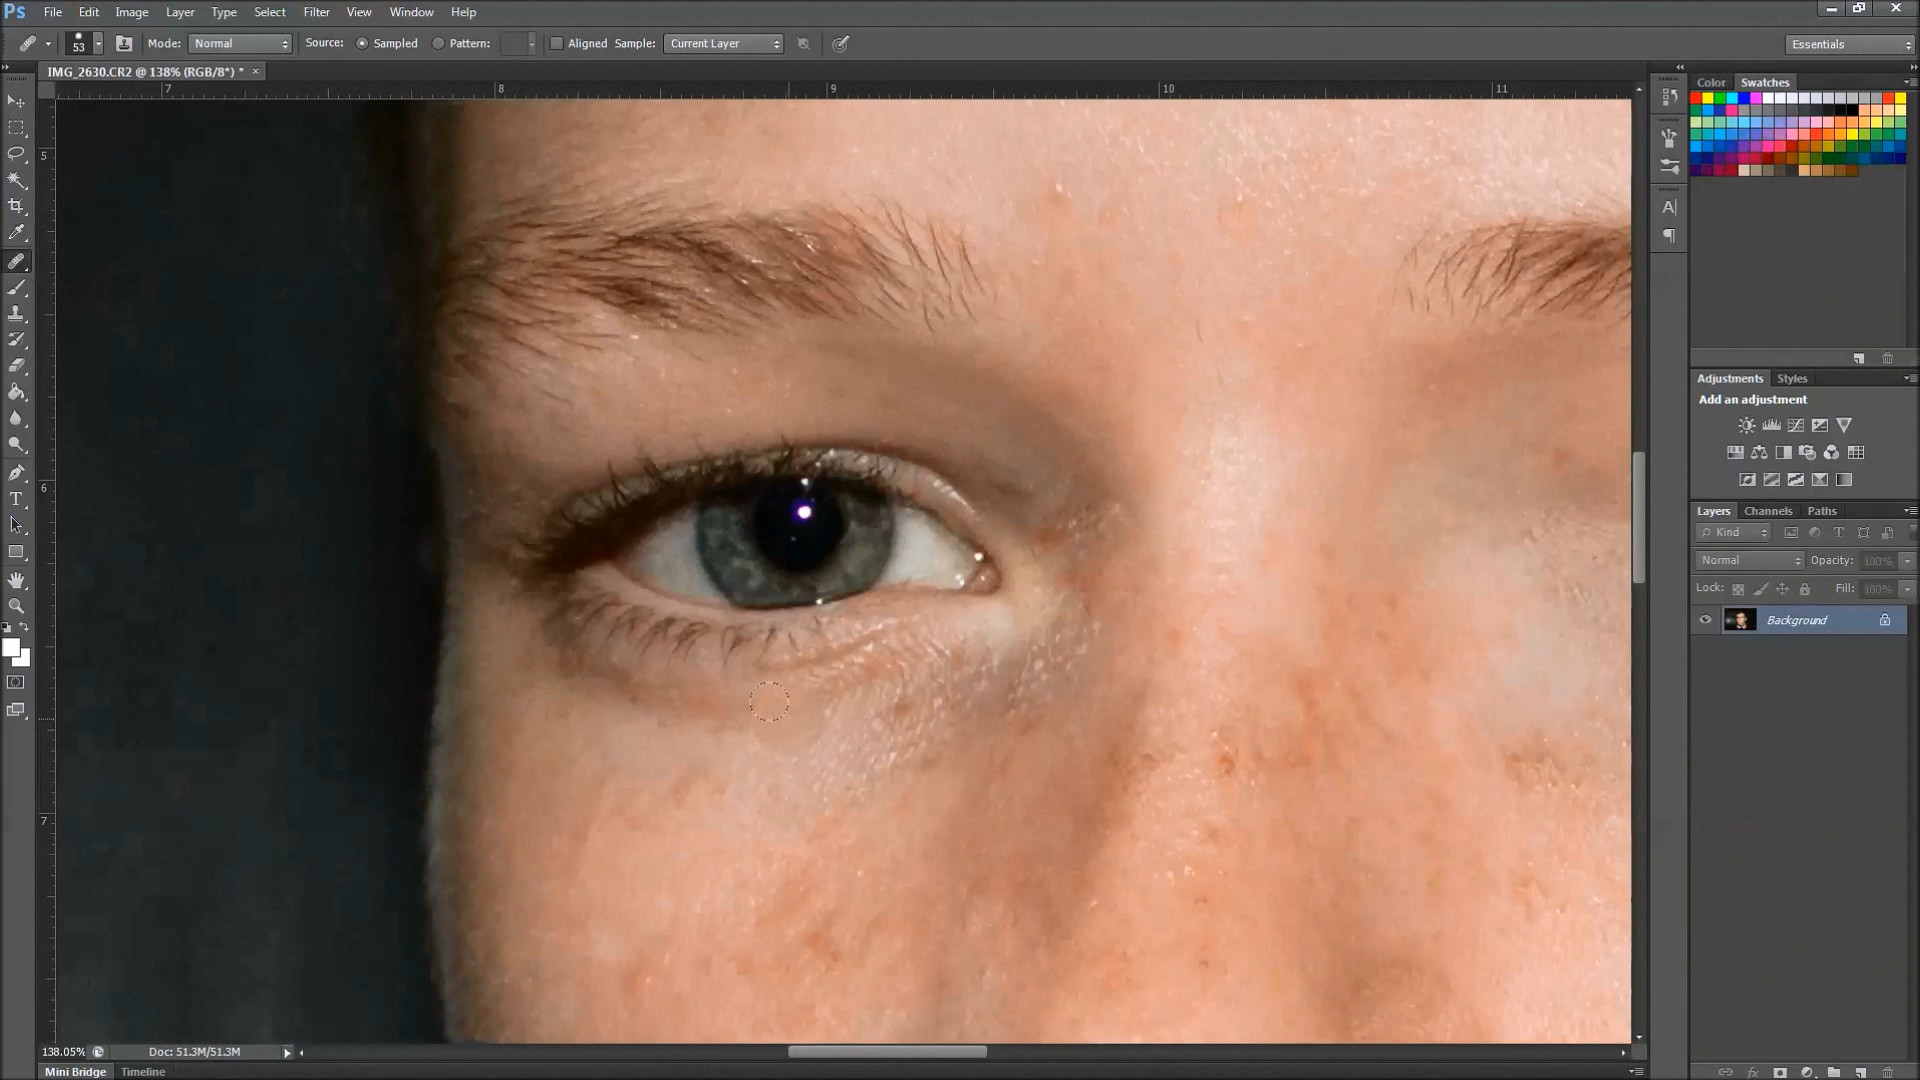 Ps File Edit Image Layer Type Select Filter View Window Help
53 Mode: Normal Source: Sampled Pattern: Aligned Sample: Current Layer Essentials
IMG_2630.CR2 @ 138% (RGB/8*) * ×
7 8 9 10 11
5
6
7
Color Swatches
Adjustments Styles
Add an adjustment
Layers Channels Paths
Kind
Normal Opacity: 100%
Lock: Fill: 100%
Background
138.05% Doc: 51.3M/51.3M
Mini Bridge Timeline